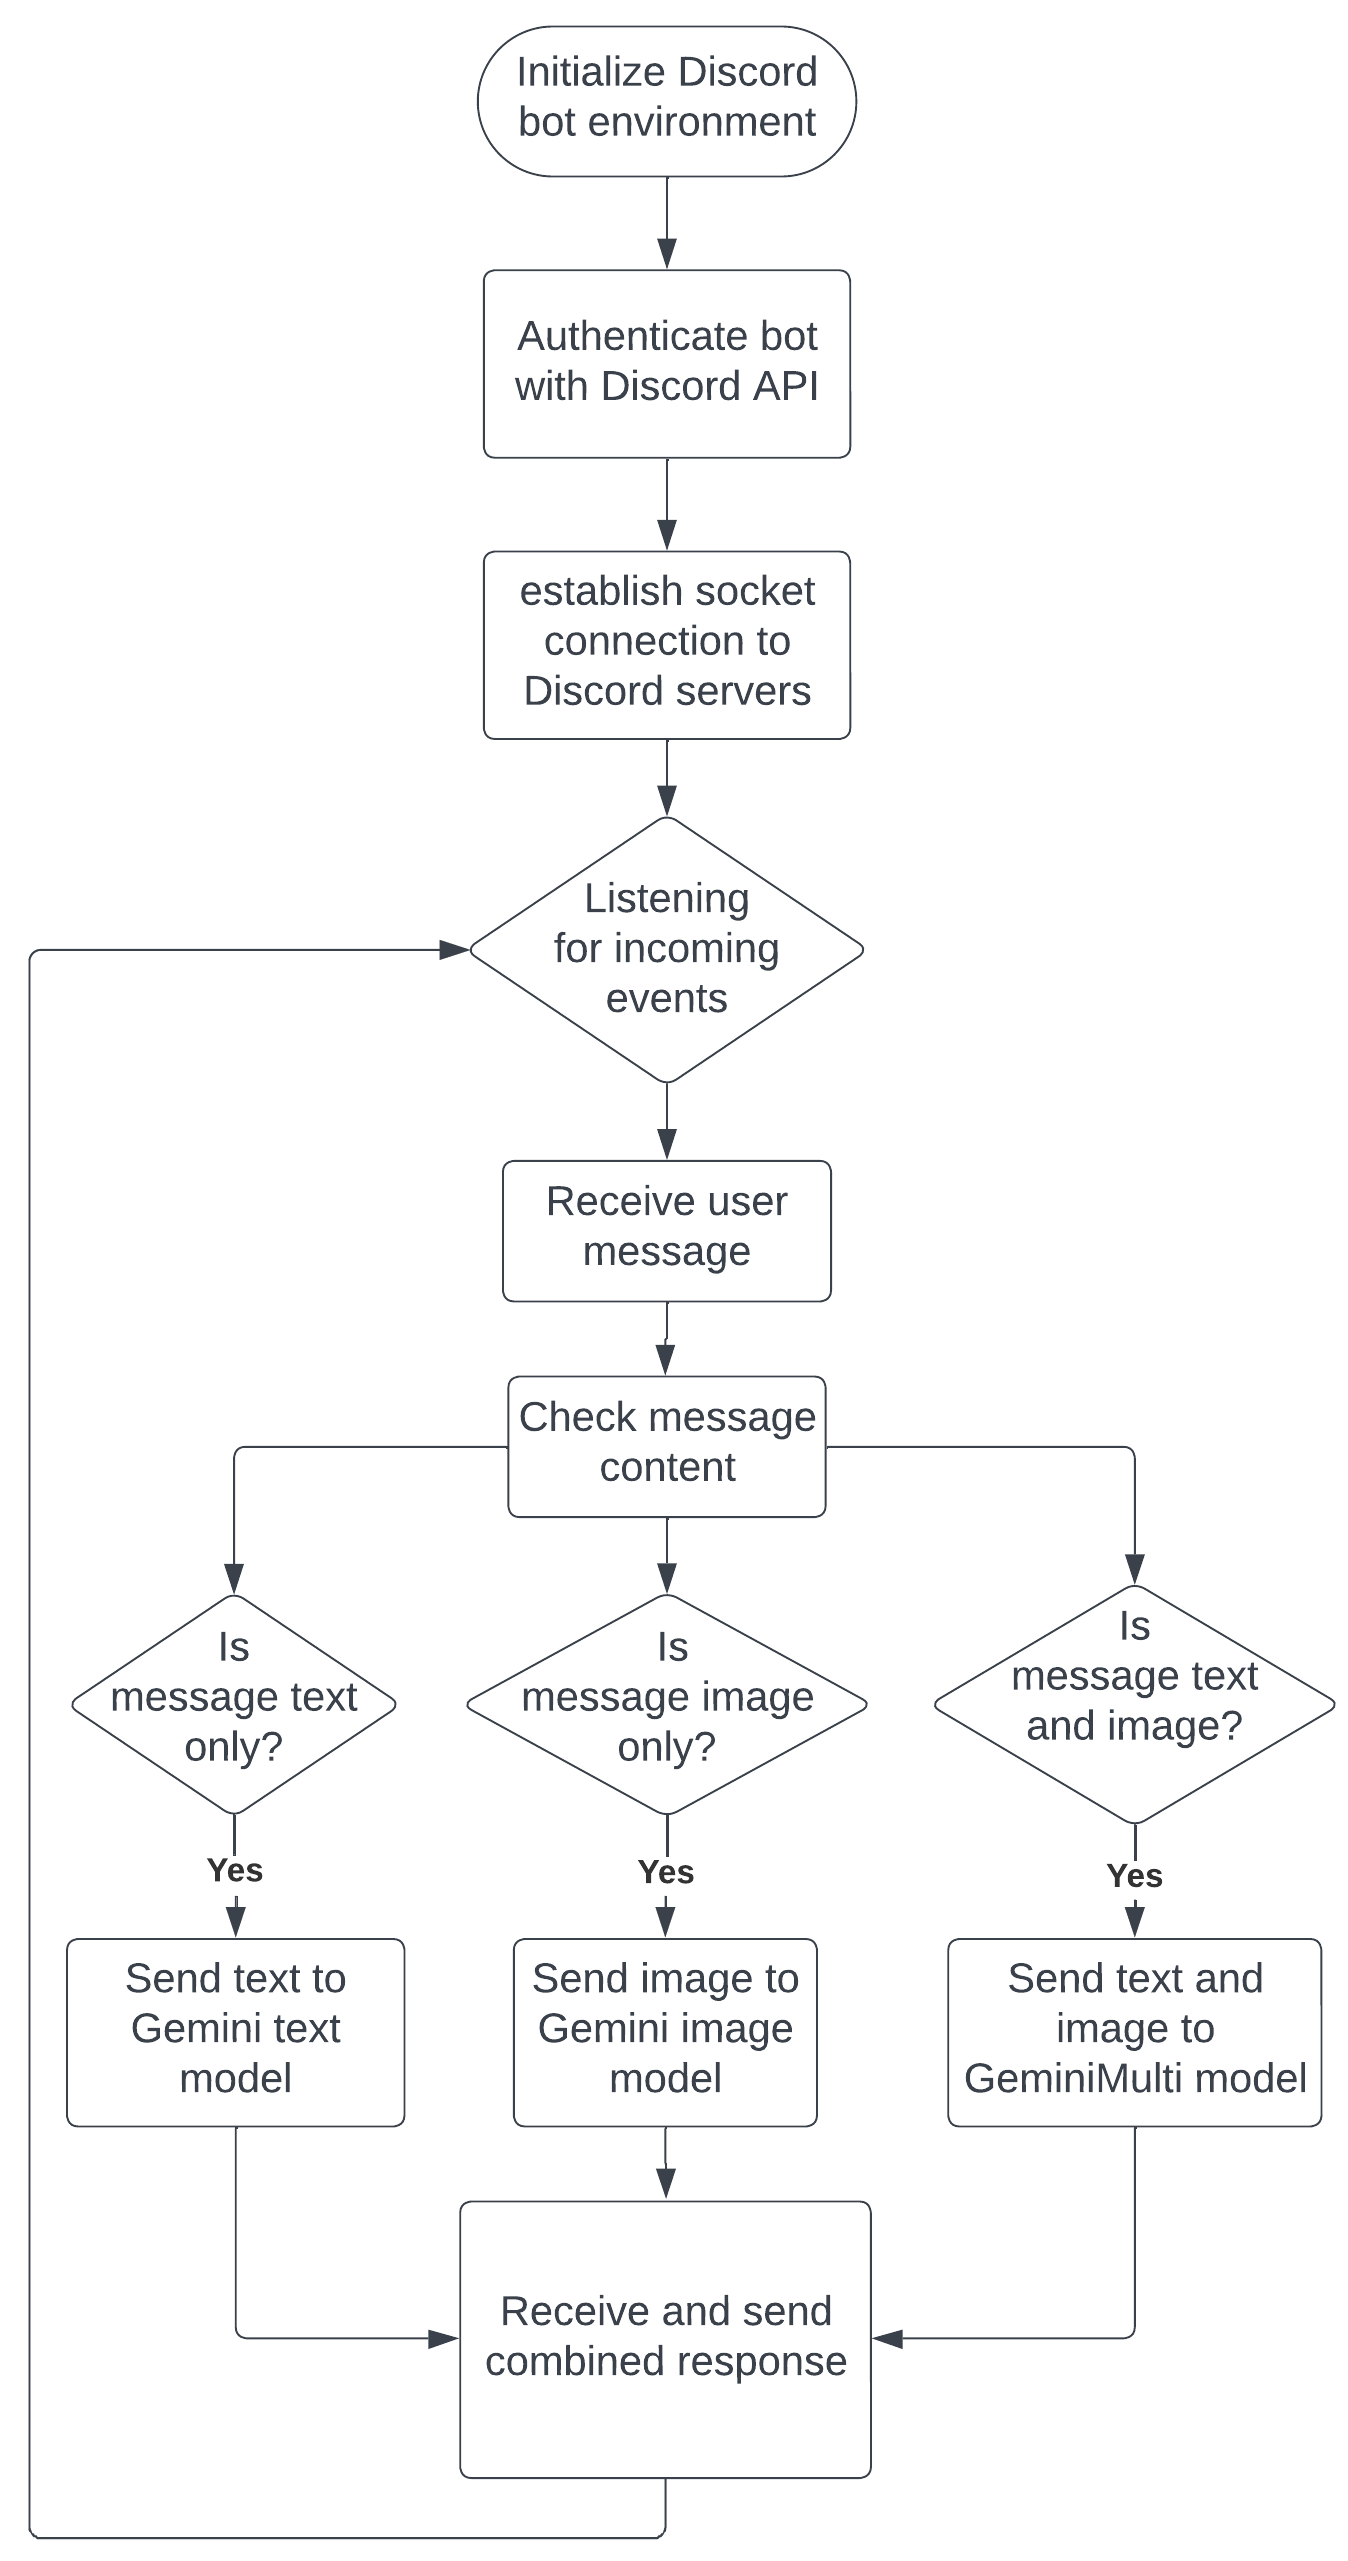 Initialize Discord
bot environment
Authenticate bot
with Discord API
establish socket
connection to
Discord servers
Listening
for incoming
events
Receive user
message
Check message
content
Is
message text
only?
Is
message image
only?
Is
message text
and image?
Yes
Yes
Yes
Send text to
Gemini text
model
Send image to
Gemini image
model
Send text and
image to
GeminiMulti model
Receive and send
combined response